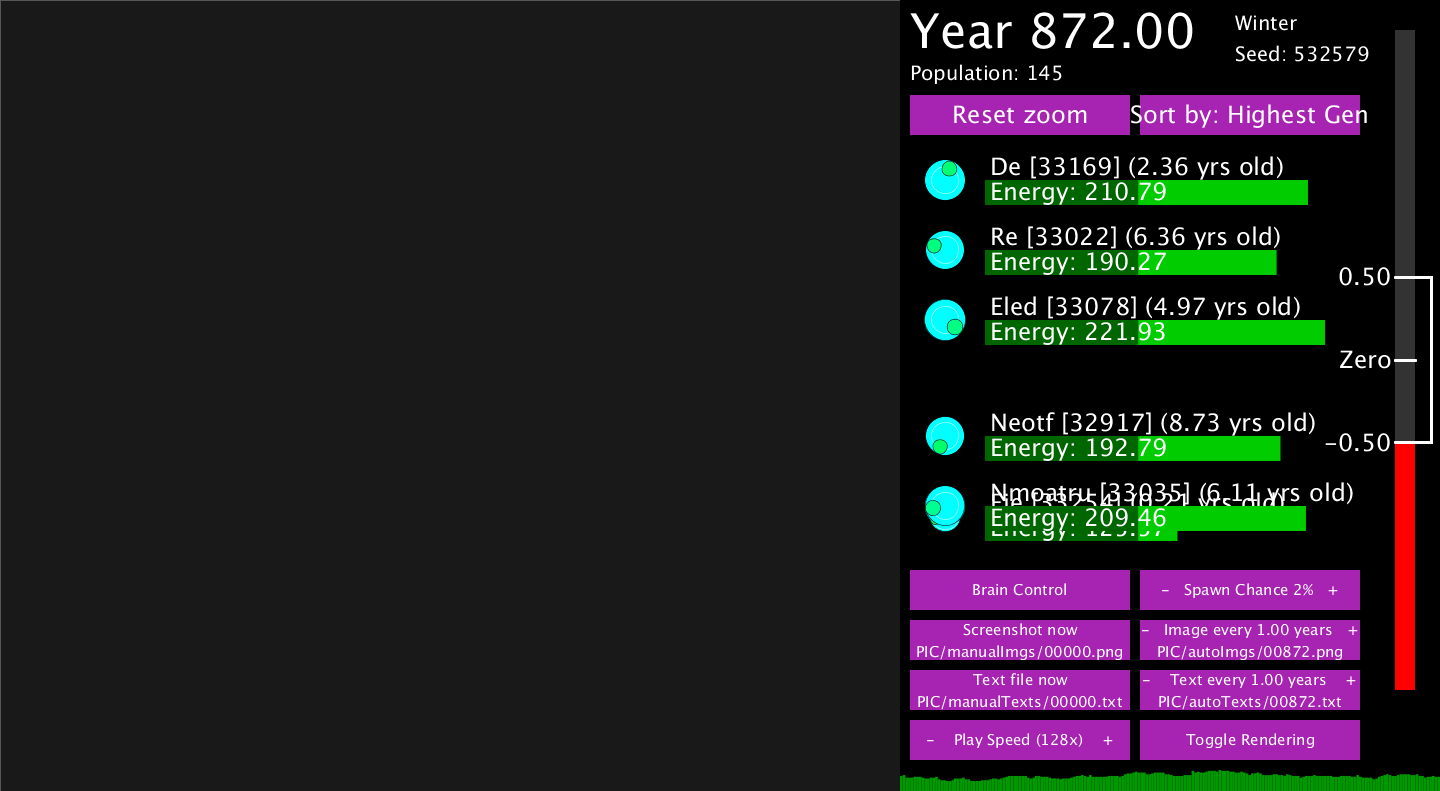 Year 872.00
Winter
Seed: 532579
Population: 145
Reset zoom
Sort by: Highest Gen
De [33169] (2.36 yrs old)
Energy: 210.79
Re [33022] (6.36 yrs old)
Energy: 190.27
0.50
Eled [33078] (4.97 yrs old)
Energy: 221.93
Zero
Neotf [32917] (8.73 yrs old)
Energy: 192.79
-0.50
Nmoatru [33035] (6.11 yrs old)
Energy: 209.46
Brain Control
- Spawn Chance 2% +
Screenshot now
PIC/manualImgs/00000.png
- Image every 1.00 years +
PIC/autoImgs/00872.png
Text file now
PIC/manualTexts/00000.txt
- Text every 1.00 years +
PIC/autoTexts/00872.txt
- Play Speed (128x) +
Toggle Rendering